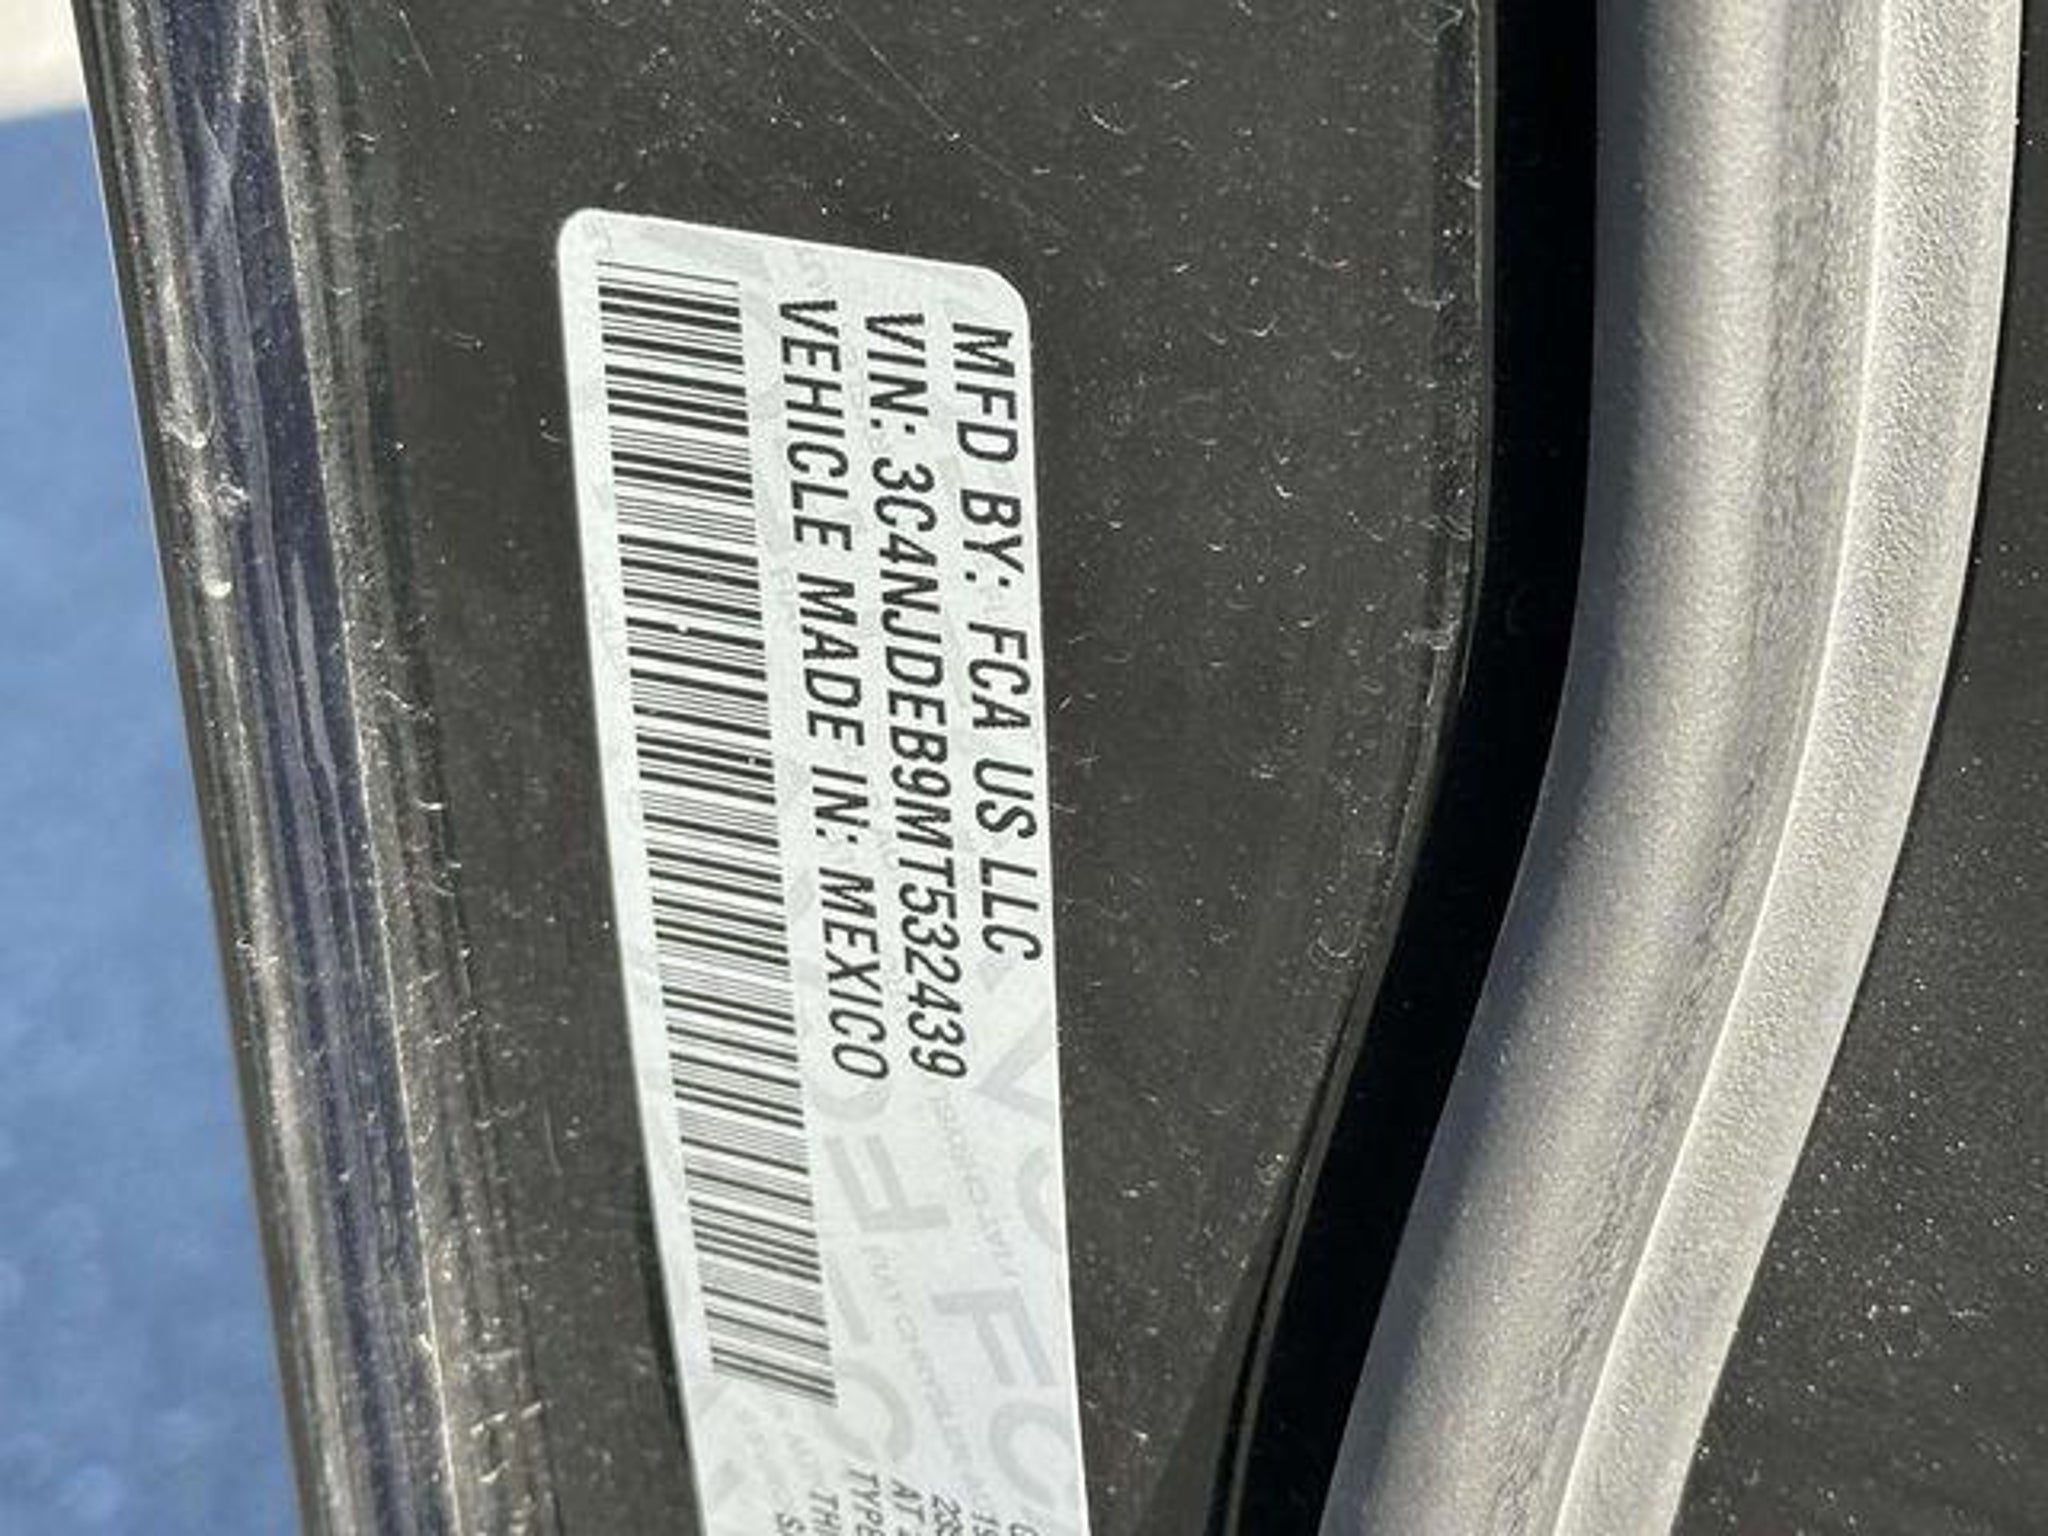 MFD BY: FCA US LLC
VIN: 3C4NJDEB9MT532439
VEHICLE MADE IN: MEXICO